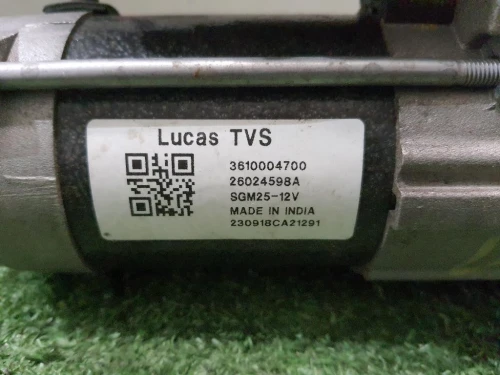 Lucas TVS
3610004700
26024598A
SGM25-12V
MADE IN INDIA
230918CA21291